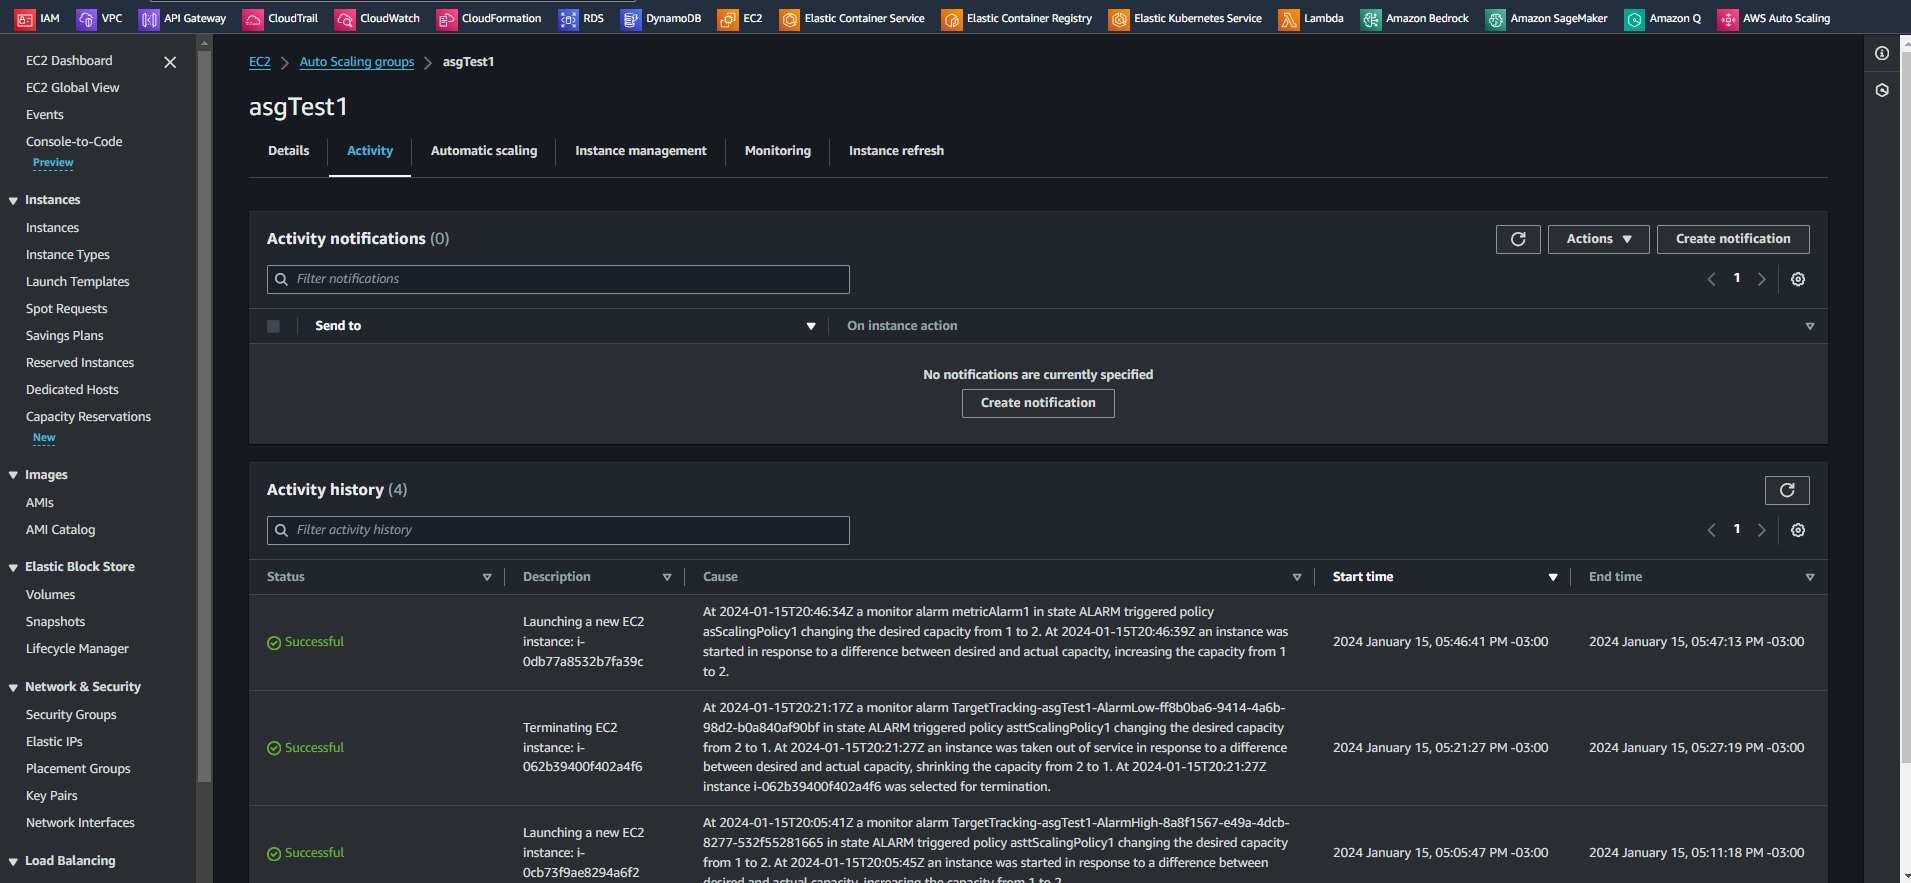 IAM VPC API Gateway CloudTrail CloudWatch CloudFormation RDS DynamoDB EC2 Elastic Container Service Elastic Container Registry Elastic Kubernetes Service Lambda Amazon Bedrock Amazon SageMaker Amazon Q AWS Auto Scaling
EC2 Dashboard
EC2 Global View
Events
Console-to-Code
Preview
Instances
Instances
Instance Types
Launch Templates
Spot Requests
Savings Plans
Reserved Instances
Dedicated Hosts
Capacity Reservations
New
Images
AMIs
AMI Catalog
Elastic Block Store
Volumes
Snapshots
Lifecycle Manager
Network & Security
Security Groups
Elastic IPs
Placement Groups
Key Pairs
Network Interfaces
Load Balancing
EC2 Auto Scaling groups asgTest1
asgTest1
Details Activity Automatic scaling Instance management Monitoring Instance refresh
Activity notifications (0)
Actions Create notification
Filter notifications
1
Send to On instance action
No notifications are currently specified
Create notification
Activity history (4)
Filter activity history
1
Status Description Cause Start time End time
Successful
Launching a new EC2
instance: i-
0db77a8532b7fa39c
At 2024-01-15T20:46:34Z a monitor alarm metricAlarm1 in state ALARM triggered policy
asScalingPolicy1 changing the desired capacity from 1 to 2. At 2024-01-15T20:46:39Z an instance was
started in response to a difference between desired and actual capacity, increasing the capacity from 1
to 2.
2024 January 15, 05:46:41 PM -03:00
2024 January 15, 05:47:13 PM -03:00
Successful
Terminating EC2
instance: i-
062b39400f402a4f6
At 2024-01-15T20:21:17Z a monitor alarm TargetTracking-asgTest1-AlarmLow-ff8b0ba6-9414-4a6b-
98d2-b0a840af90bf in state ALARM triggered policy asttScalingPolicy1 changing the desired capacity
from 2 to 1. At 2024-01-15T20:21:27Z an instance was taken out of service in response to a difference
between desired and actual capacity, shrinking the capacity from 2 to 1. At 2024-01-15T20:21:27Z
instance i-062b39400f402a4f6 was selected for termination.
2024 January 15, 05:21:27 PM -03:00
2024 January 15, 05:27:19 PM -03:00
Successful
Launching a new EC2
instance: i-
0cb73f9ae8294a6f2
At 2024-01-15T20:05:41Z a monitor alarm TargetTracking-asgTest1-AlarmHigh-8a8f1567-e49a-4dcb-
8277-532f55281665 in state ALARM triggered policy asttScalingPolicy1 changing the desired capacity
from 1 to 2. At 2024-01-15T20:05:45Z an instance was started in response to a difference between
desired and actual capacity, increasing the capacity from 1 to 2.
2024 January 15, 05:05:47 PM -03:00
2024 January 15, 05:11:18 PM -03:00